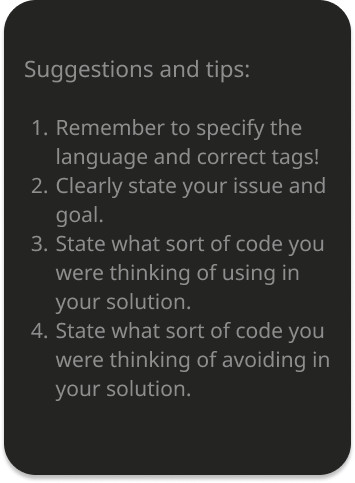 Suggestions and tips:
1. Remember to specify the
language and correct tags!
2. Clearly state your issue and
goal.
3. State what sort of code you
were thinking of using in
your solution.
4. State what sort of code you
were thinking of avoiding in
your solution.